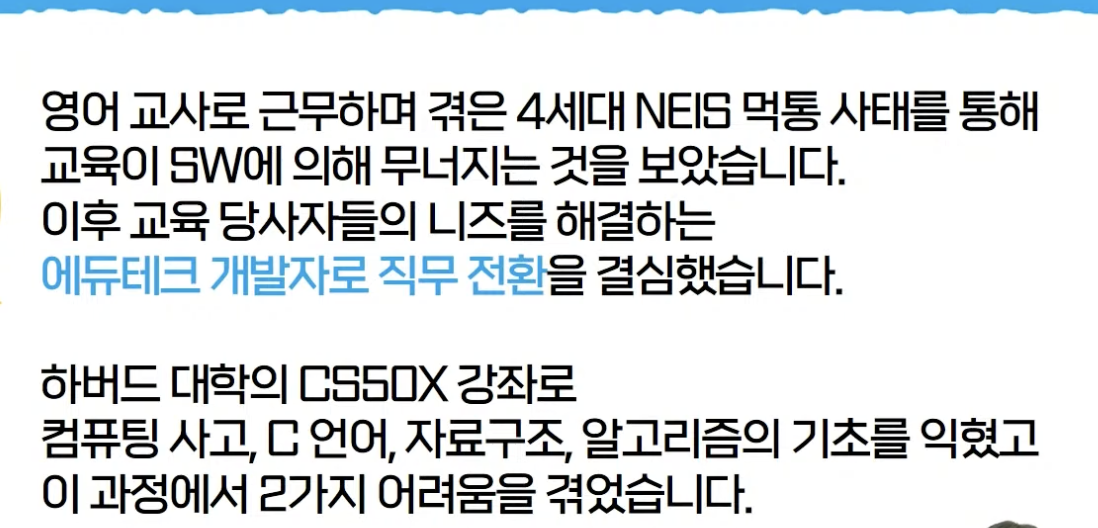 영어 교사로 근무하며 겪은 4세대 NEIS 먹통 사태를 통해
교육이 SW에 의해 무너지는 것을 보았습니다.
이후 교육 당사자들의 니즈를 해결하는
에듀테크 개발자로 직무 전환을 결심했습니다.
하버드 대학의 CS50X 강좌로
컴퓨팅 사고, C 언어, 자료구조, 알고리즘의 기초를 익혔고
이 과정에서 2가지 어려움을 겪었습니다.